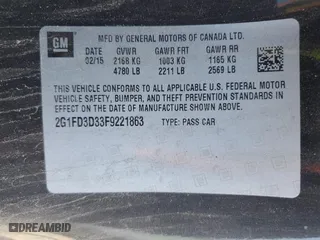 GM
MFD BY GENERAL MOTORS OF CANADA LTD.
DATE GVWR GAWR FRT GAWR RR
02/15 2168 KG 1003 KG 1165 KG
4780 LB 2211 LB 2569 LB
THIS VEHICLE CONFORMS TO ALL APPLICABLE U.S. FEDERAL MOTOR
VEHICLE SAFETY, BUMPER, AND THEFT PREVENTION STANDARDS
IN EFFECT ON THE DATE OF MANUFACTURE SHOWN ABOVE.
2G1FD3D33F9221863 TYPE: PASS CAR
DREAMBID